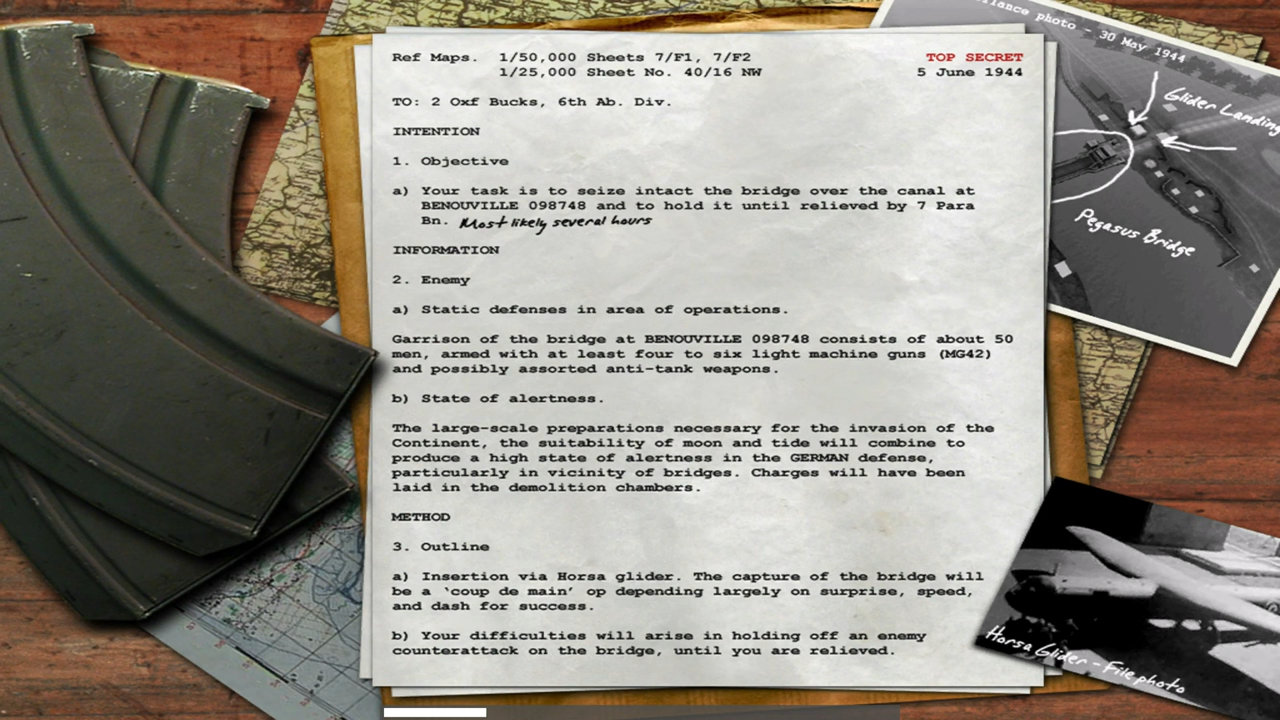 Ref Maps. 1/50,000 Sheets 7/F1, 7/F2
TOP SECRET
1/25,000 Sheet No. 40/16 NW
5 June 1944
TO: 2 Oxf Bucks, 6th Ab. Div.
INTENTION
1. Objective
a) Your task is to seize intact the bridge over the canal at
BENOUVILLE 098748 and to hold it until relieved by 7 Para
Bn. Most likely several hours
INFORMATION
2. Enemy
a) Static defenses in area of operations.
Garrison of the bridge at BENOUVILLE 098748 consists of about 50
men, armed with at least four to six light machine guns (MG42)
and possibly assorted anti-tank weapons.
b) State of alertness.
The large-scale preparations necessary for the invasion of the
Continent, the suitability of moon and tide will combine to
produce a high state of alertness in the GERMAN defense,
particularly in vicinity of bridges. Charges will have been
laid in the demolition chambers.
METHOD
3. Outline
a) Insertion via Horsa glider. The capture of the bridge will
be a ‘coup de main’ op depending largely on surprise, speed,
and dash for success.
b) Your difficulties will arise in holding off an enemy
counterattack on the bridge, until you are relieved.
photo - 30 May 1944
Glider Landing
Pegasus Bridge
Horsa Glider - File photo